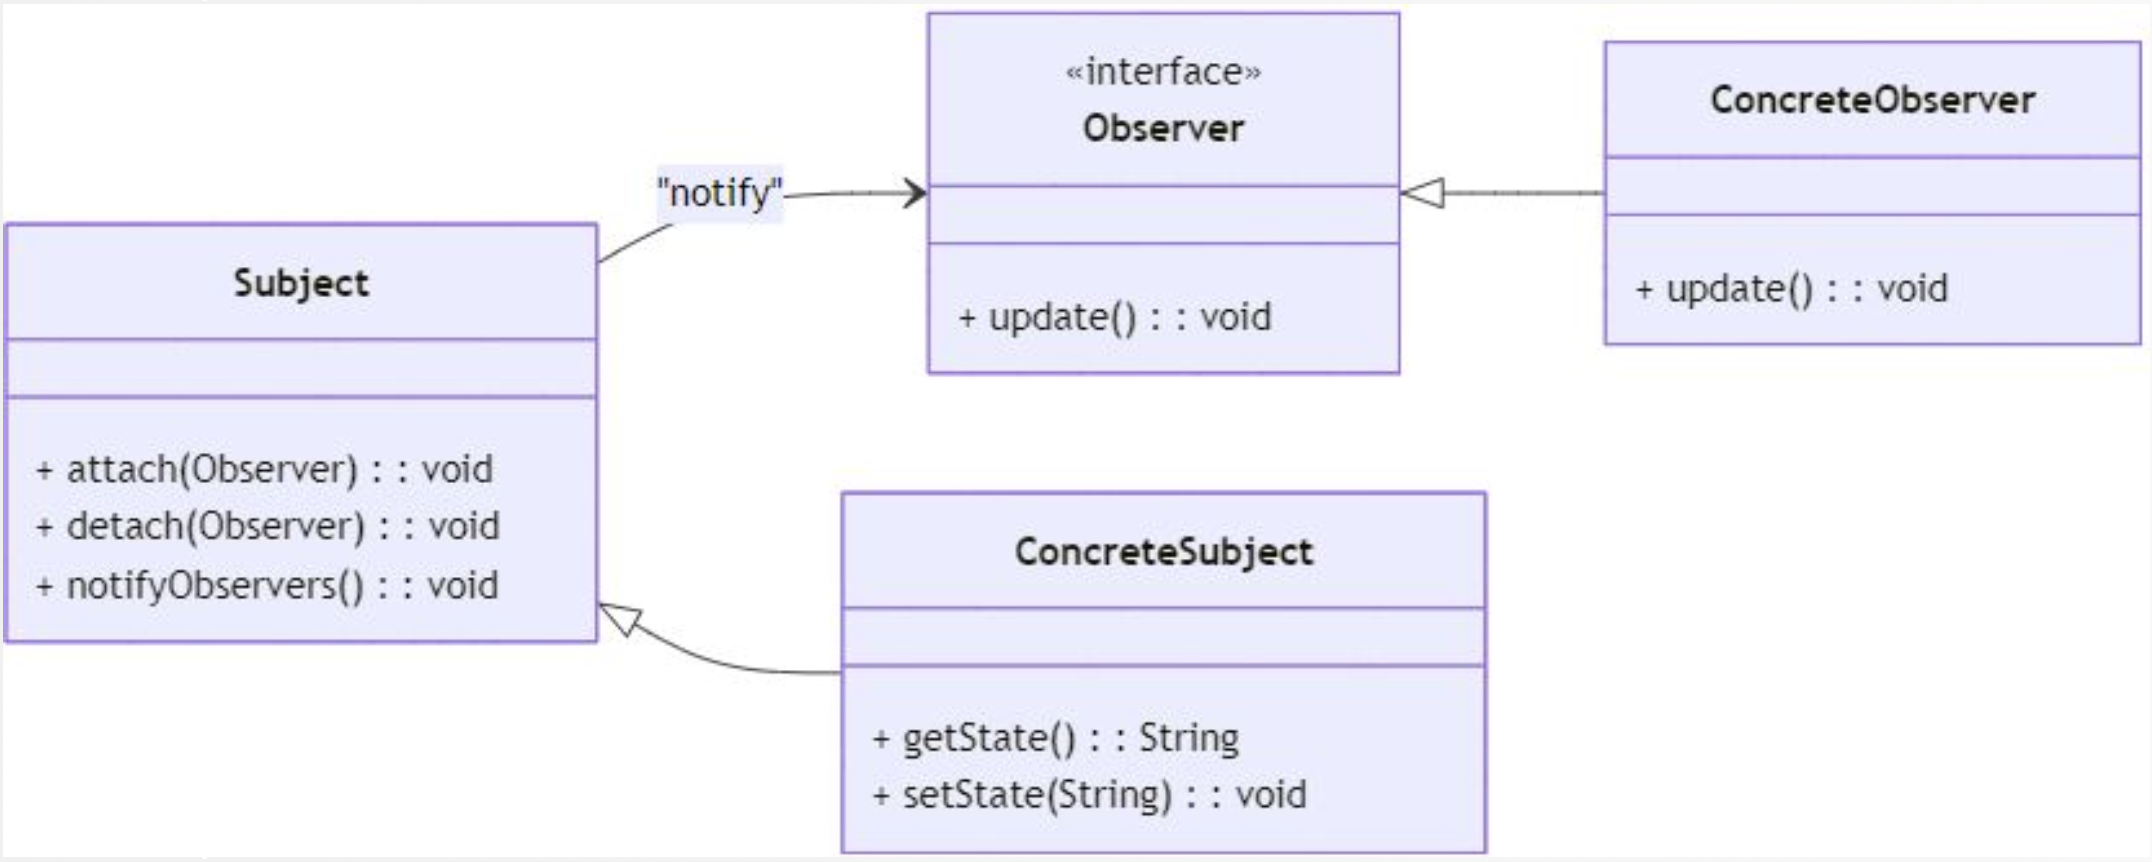 «interface»
Observer
+ update() : : void
ConcreteObserver
+ update() : : void
"notify"
Subject
+ attach(Observer) : : void
+ detach(Observer) : : void
+ notifyObservers() : : void
ConcreteSubject
+ getState() : : String
+ setState(String) : : void